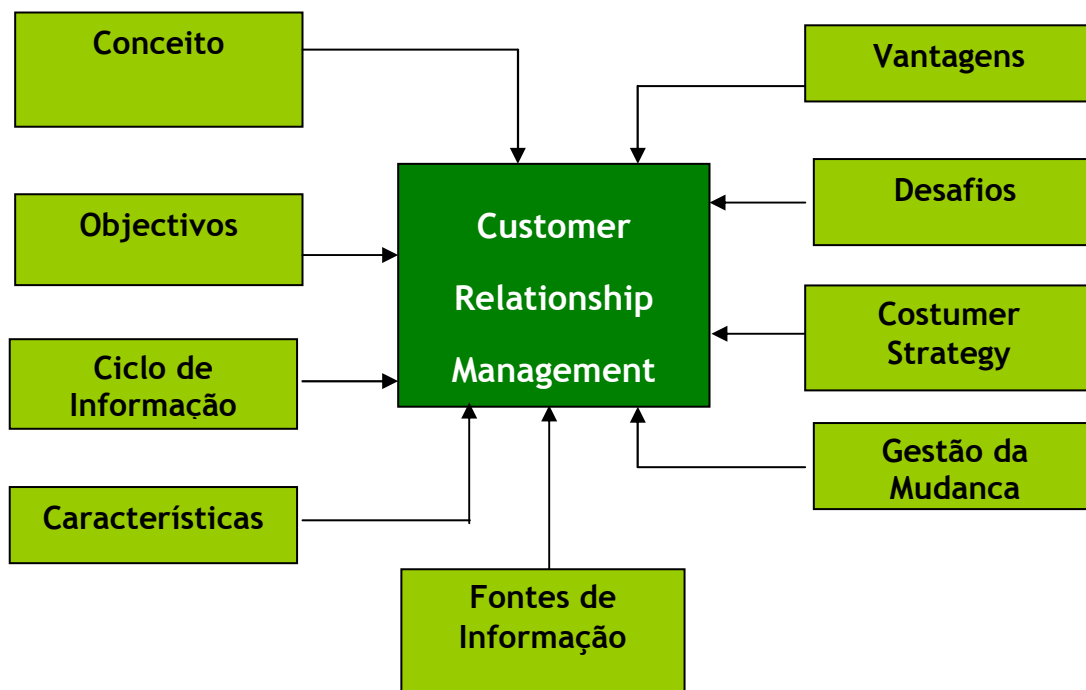 Conceito
Vantagens
Desafios
Objectivos
Customer
Relationship
Management
Costumer
Strategy
Ciclo de
Informação
Gestão da
Mudanca
Características
Fontes de
Informação